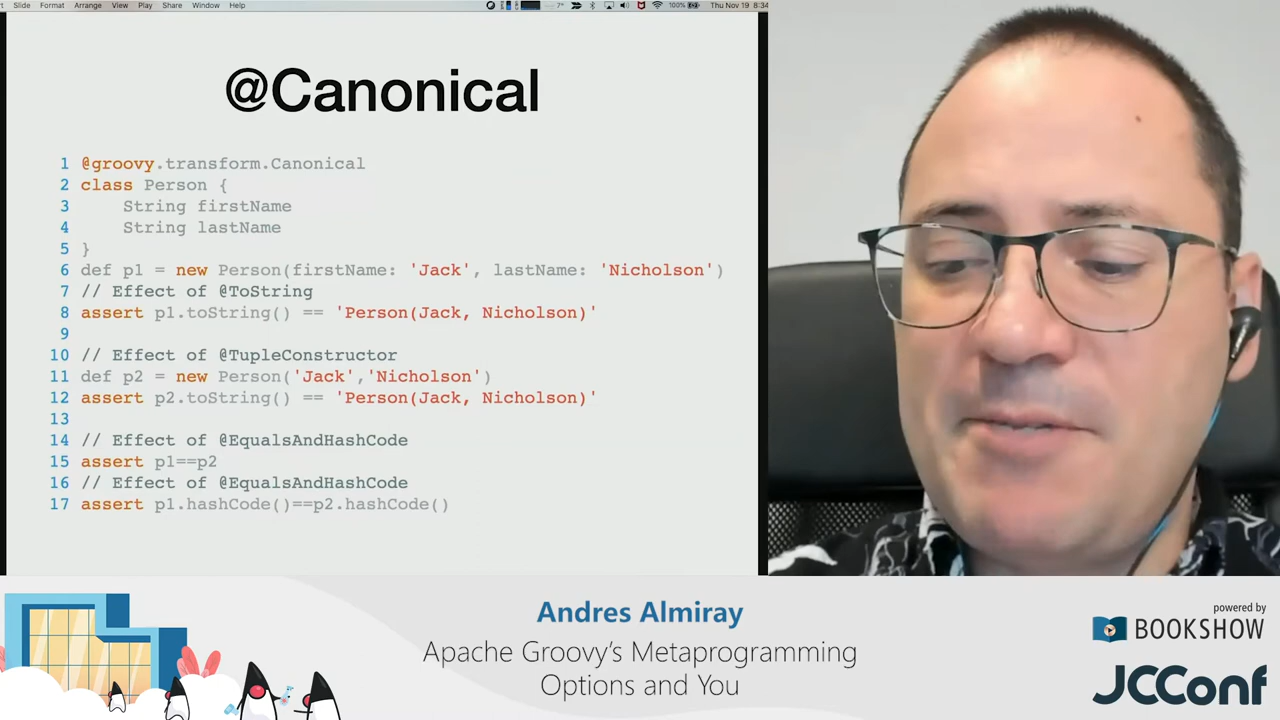 Slide Format Arrange View Play Share Window Help 100% Thu Nov 19 8:34
@Canonical
1 @groovy.transform.Canonical
2 class Person {
3 String firstName
4 String lastName
5 }
6 def p1 = new Person(firstName: 'Jack', lastName: 'Nicholson')
7 // Effect of @ToString
8 assert p1.toString() == 'Person(Jack, Nicholson)'
9
10 // Effect of @TupleConstructor
11 def p2 = new Person('Jack','Nicholson')
12 assert p2.toString() == 'Person(Jack, Nicholson)'
13
14 // Effect of @EqualsAndHashCode
15 assert p1==p2
16 // Effect of @EqualsAndHashCode
17 assert p1.hashCode()==p2.hashCode()
Andres Almiray
Apache Groovy's Metaprogramming
Options and You
powered by
BOOKSHOW
JCConf